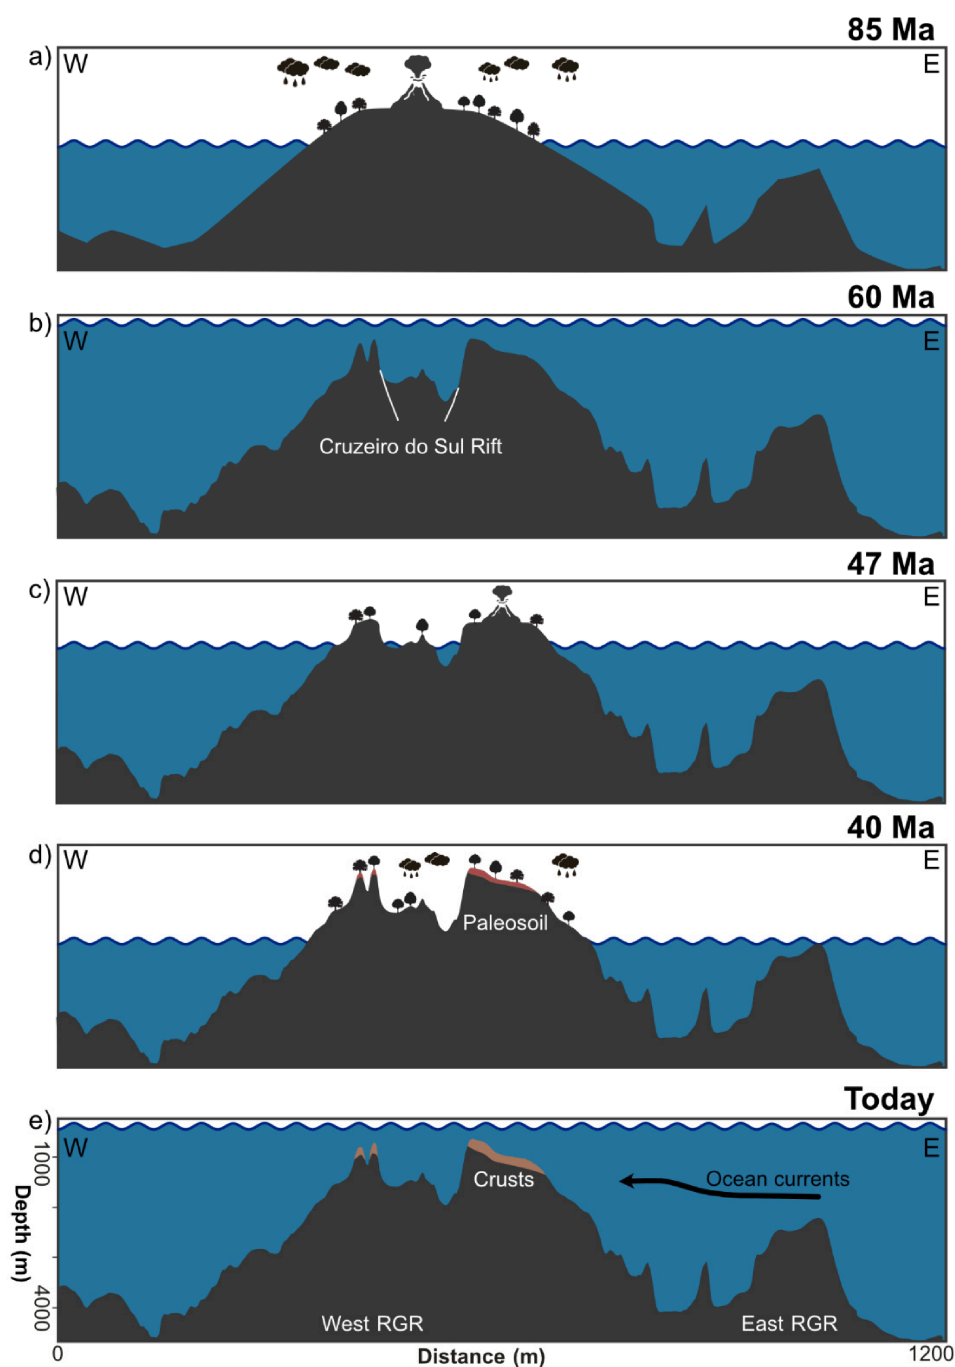 85 Ma
a) W E
60 Ma
b) W E
Cruzeiro do Sul Rift
47 Ma
c) W E
40 Ma
d) W E
Paleosoil
Today
e) W E
1000
4000
Depth (m)
Ocean currents
Crusts
West RGR East RGR
0 Distance (m) 1200